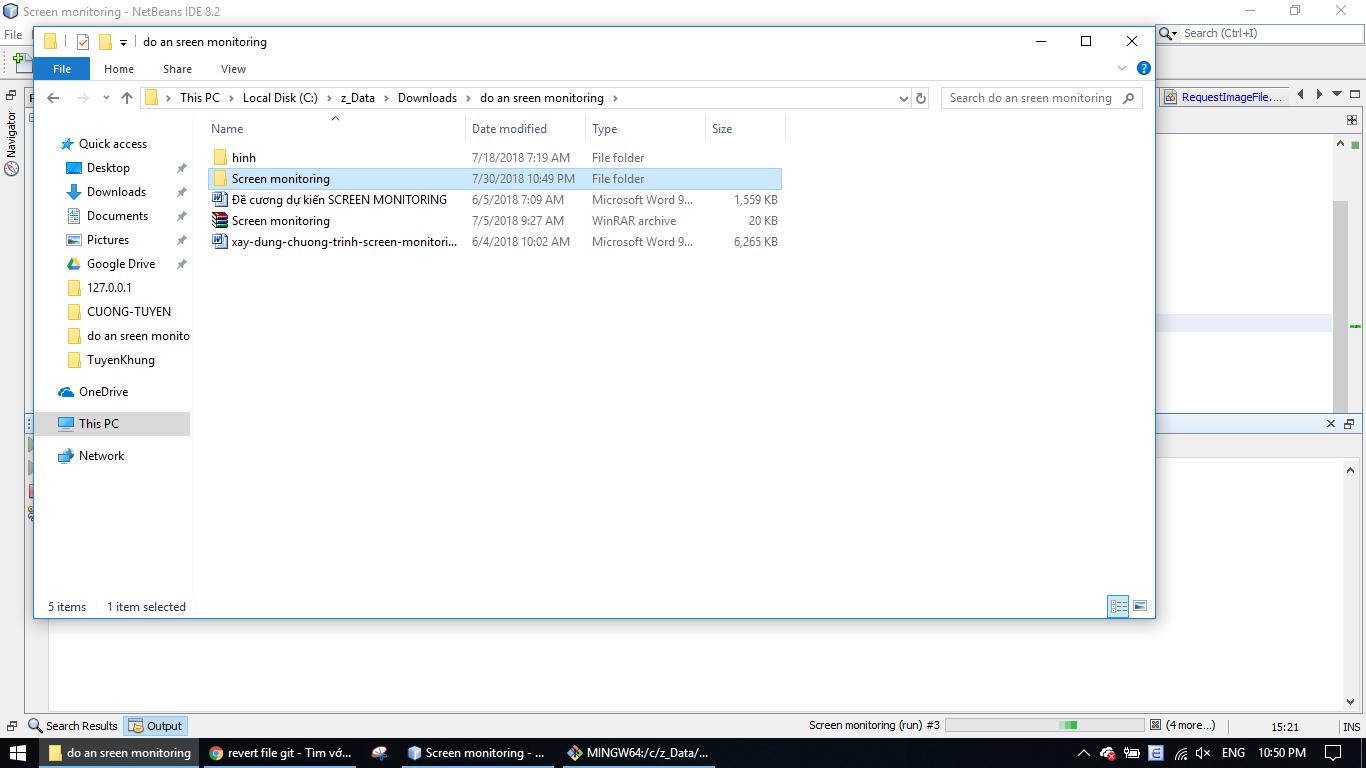 Screen monitoring - NetBeans IDE 8.2
File
Search (Ctrl+I)
do an sreen monitoring
File Home Share View
This PC Local Disk (C:) z_Data Downloads do an sreen monitoring
Search do an sreen monitoring
RequestImageFile....
Navigator
Name Date modified Type Size
Quick access
Desktop
Downloads
Documents
Pictures
Google Drive
127.0.0.1
CUONG-TUYEN
do an sreen monito
TuyenKhung
OneDrive
This PC
Network
hinh 7/18/2018 7:19 AM File folder
Screen monitoring 7/30/2018 10:49 PM File folder
Đề cương dự kiến SCREEN MONITORING 6/5/2018 7:09 AM Microsoft Word 9... 1,559 KB
Screen monitoring 7/5/2018 9:27 AM WinRAR archive 20 KB
xay-dung-chuong-trinh-screen-monitori... 6/4/2018 10:02 AM Microsoft Word 9... 6,265 KB
5 items 1 item selected
Search Results Output Screen monitoring (run) #3 (4 more...) 15:21 INS
do an sreen monitoring revert file git - Tìm vớ... Screen monitoring - ... MINGW64:/c/z_Data/... ENG 10:50 PM